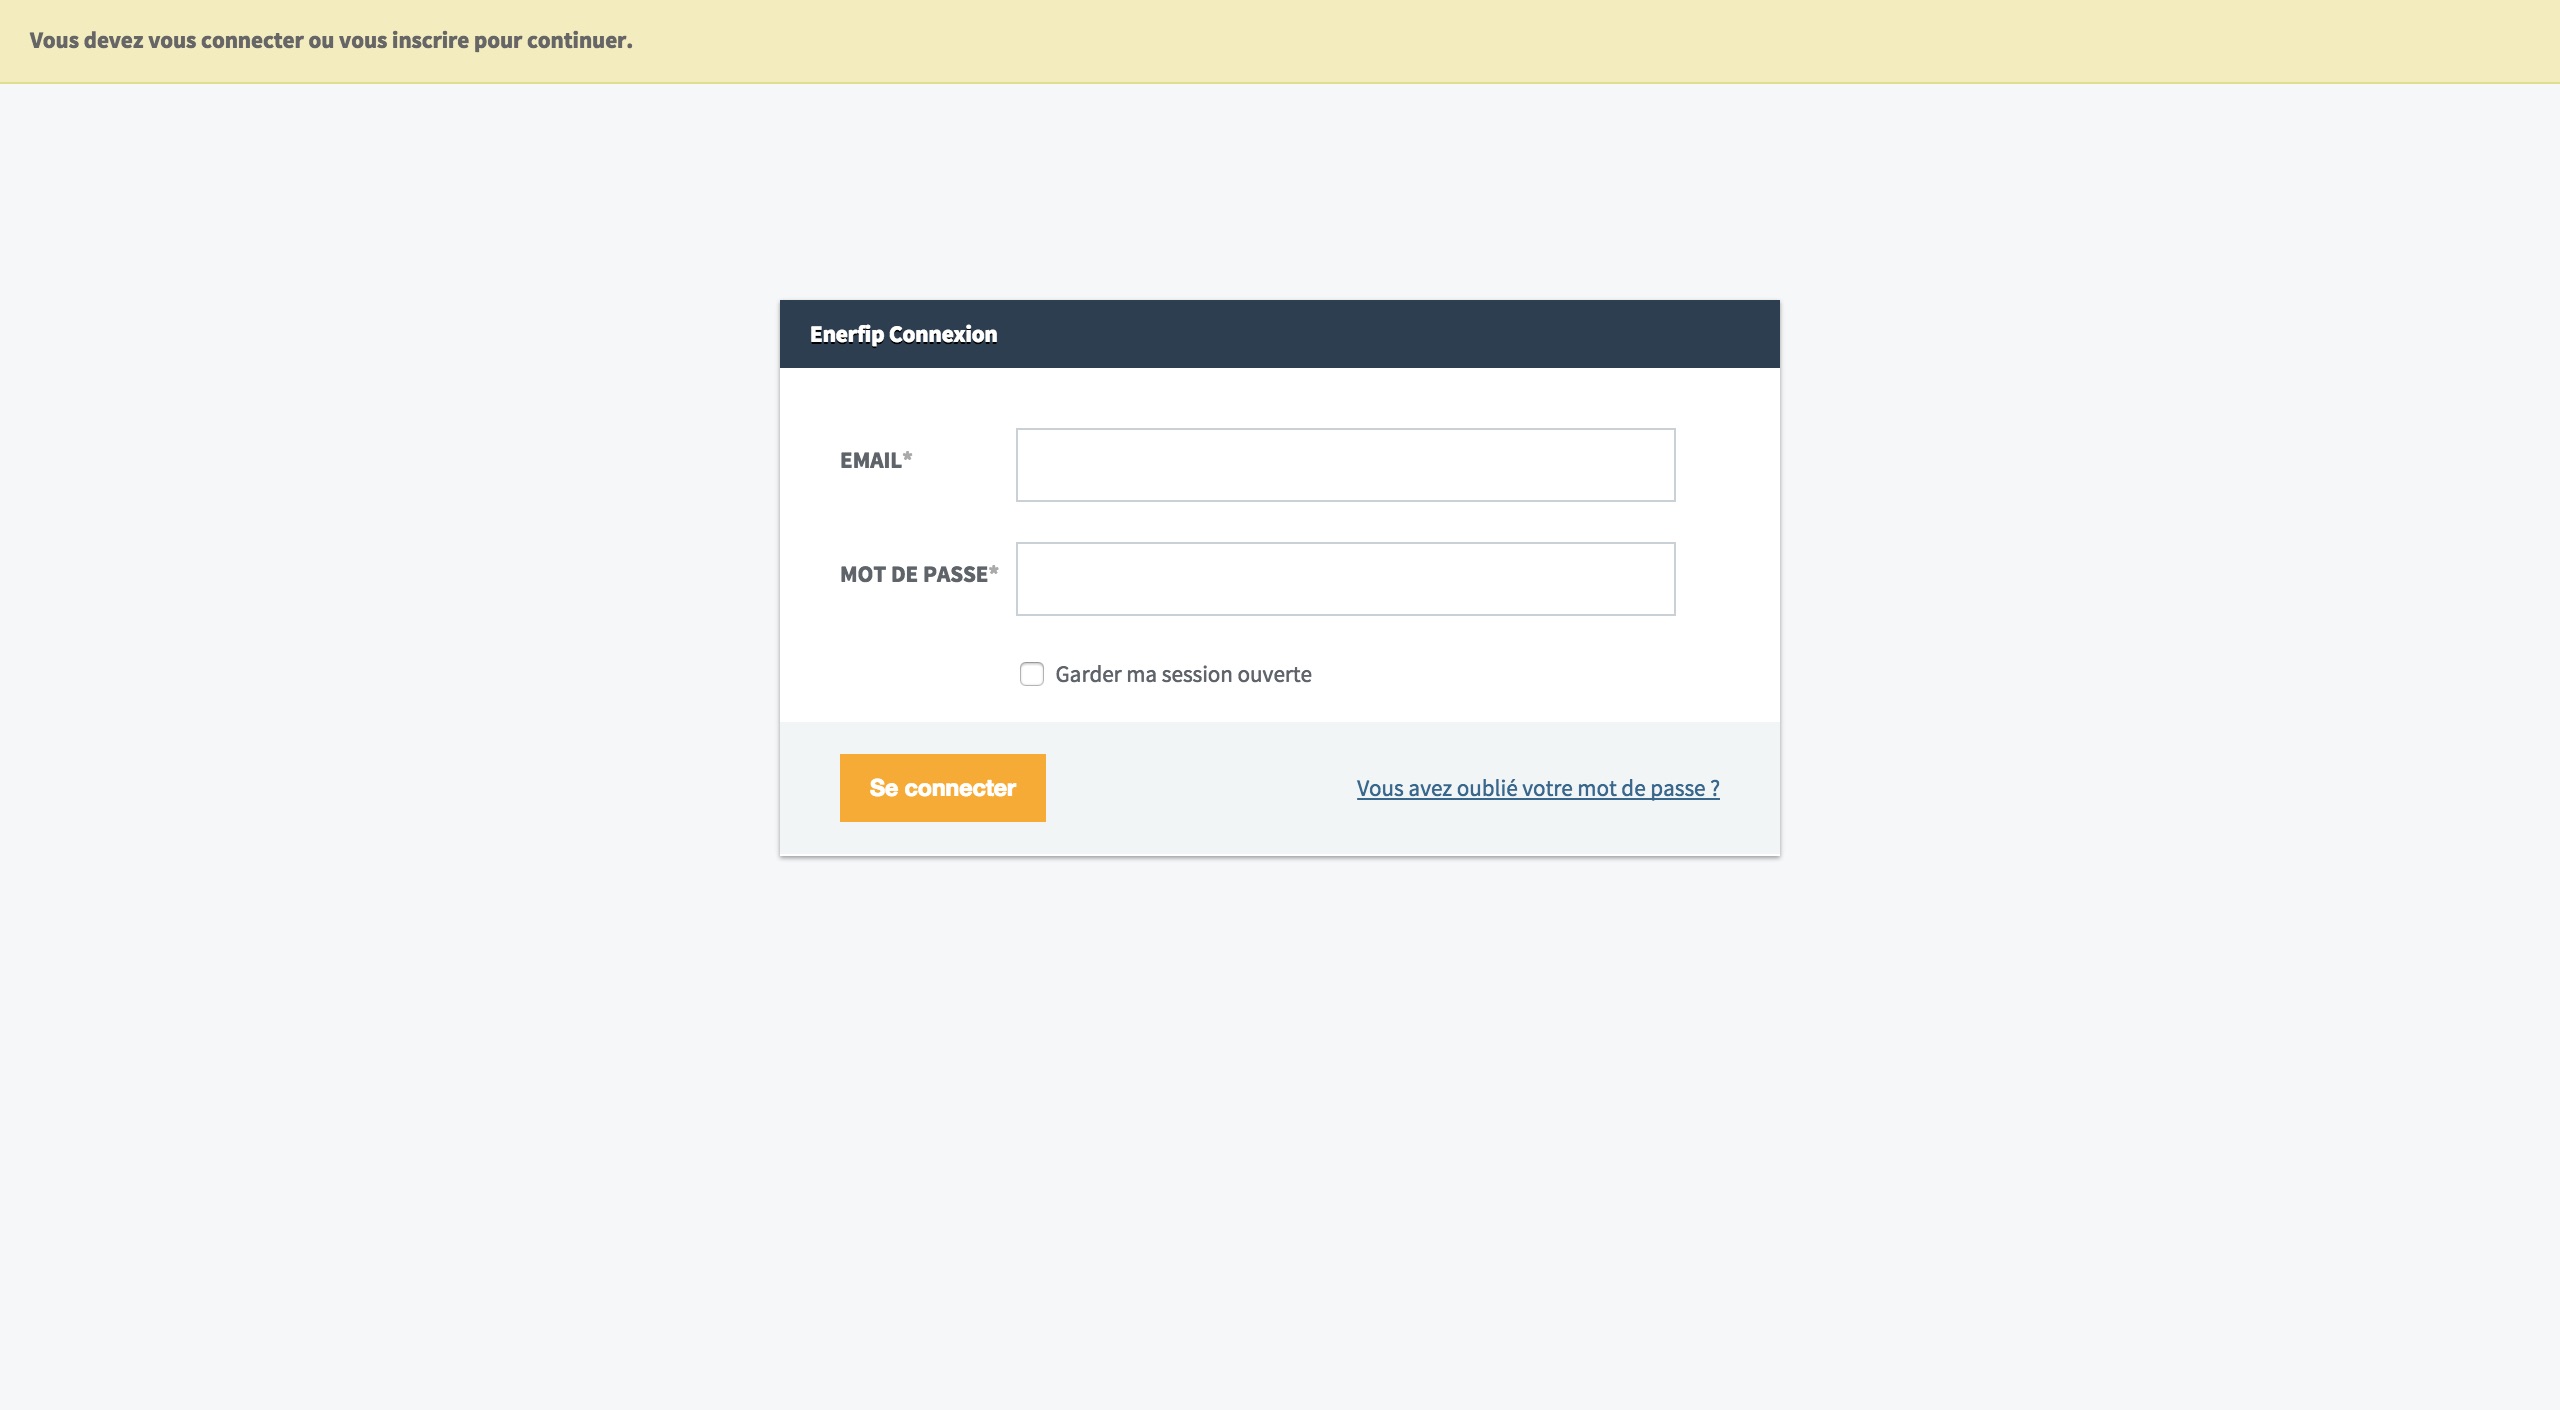 Vous devez vous connecter ou vous inscrire pour continuer.
Enerfip Connexion
EMAIL*
MOT DE PASSE*
Garder ma session ouverte
Se connecter
Vous avez oublié votre mot de passe ?